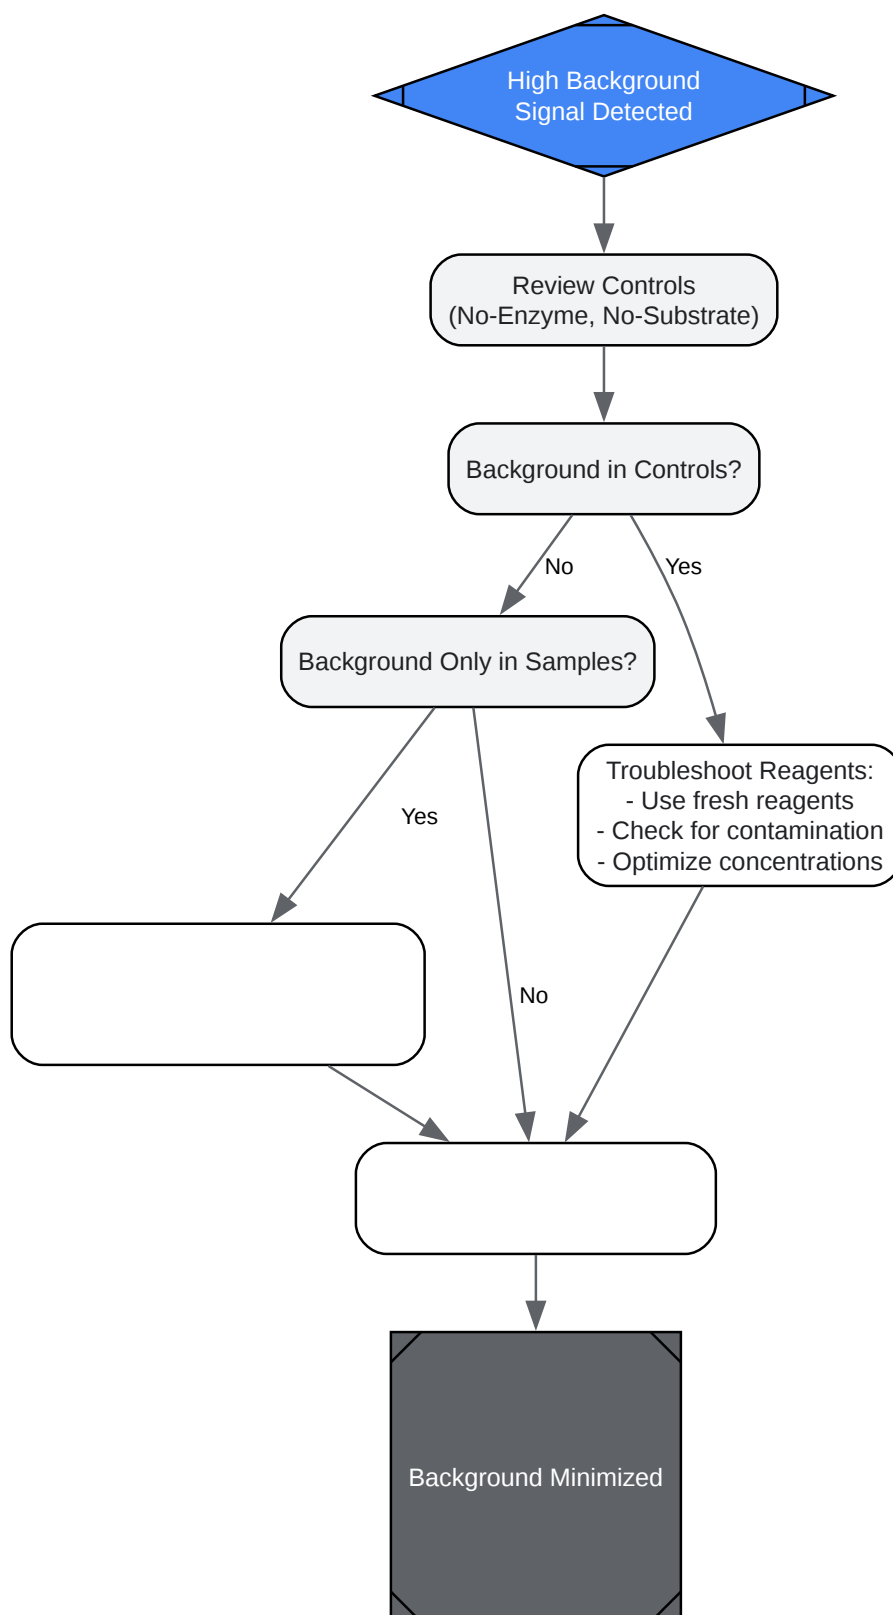 High Background
Signal Detected
Review Controls
(No-Enzyme, No-Substrate)
Background in Controls?
No
Yes
Background Only in Samples?
Troubleshoot Reagents:
- Use fresh reagents
- Check for contamination
- Optimize concentrations
Yes
No
Background Minimized